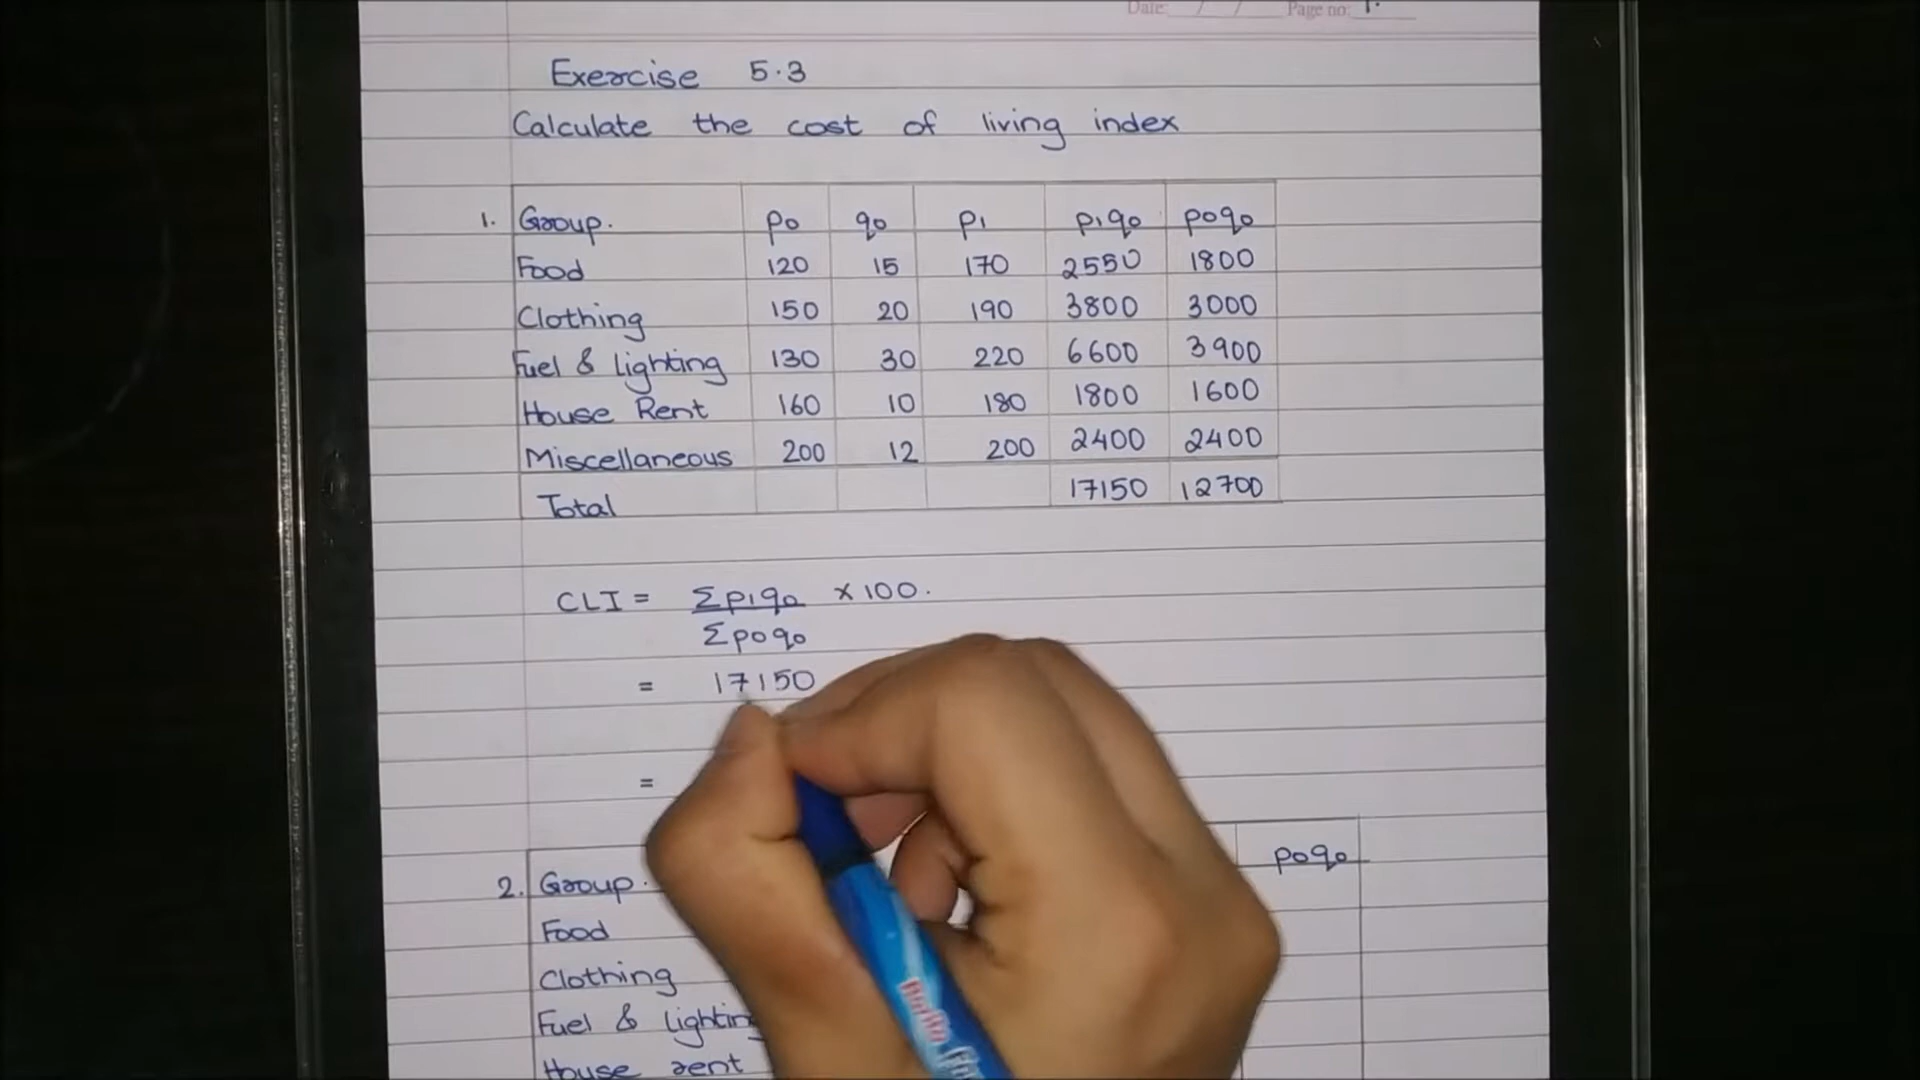 Date: / / Page no: 1.
Exercise 5.3
Calculate the cost of living index
1. Group. p0 q0 p1 p1q0 p0q0
Food 120 15 170 2550 1800
Clothing 150 20 190 3800 3000
Fuel & lighting 130 30 220 6600 3900
House Rent 160 10 180 1800 1600
Miscellaneous 200 12 200 2400 2400
Total 17150 12700
CLI = Σp1q0 × 100.
Σp0q0
= 17150
=
2. Group. p0q0
Food
Clothing
Fuel & lighting
House rent